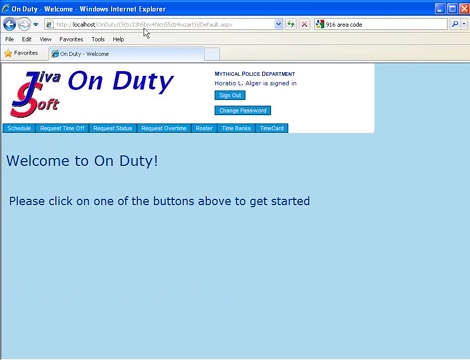 On Duty - Welcome - Windows Internet Explorer
File Edit View Favorites Tools Help
916 area code
Favorites
On Duty - Welcome
Jiva Soft
On Duty
Mythical Police Department
Horatio L. Alger is signed in
Sign Out
Change Password
Schedule Request Time Off Request Status Request Overtime Roster Time Banks TimeCard
Welcome to On Duty!
Please click on one of the buttons above to get started